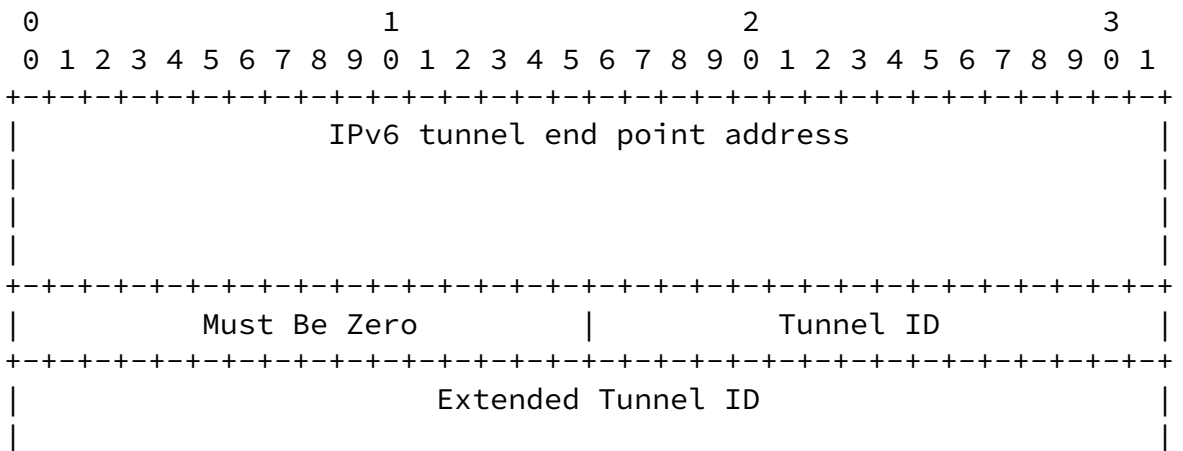 0                   1                   2                   3
0 1 2 3 4 5 6 7 8 9 0 1 2 3 4 5 6 7 8 9 0 1 2 3 4 5 6 7 8 9 0 1
+-+-+-+-+-+-+-+-+-+-+-+-+-+-+-+-+-+-+-+-+-+-+-+-+-+-+-+-+-+-+-+-+
|                 IPv6 tunnel end point address                 |
|                                                               |
|                                                               |
|                                                               |
+-+-+-+-+-+-+-+-+-+-+-+-+-+-+-+-+-+-+-+-+-+-+-+-+-+-+-+-+-+-+-+-+
|          Must Be Zero         |          Tunnel ID            |
+-+-+-+-+-+-+-+-+-+-+-+-+-+-+-+-+-+-+-+-+-+-+-+-+-+-+-+-+-+-+-+-+
|                       Extended Tunnel ID                      |
|                                                               |